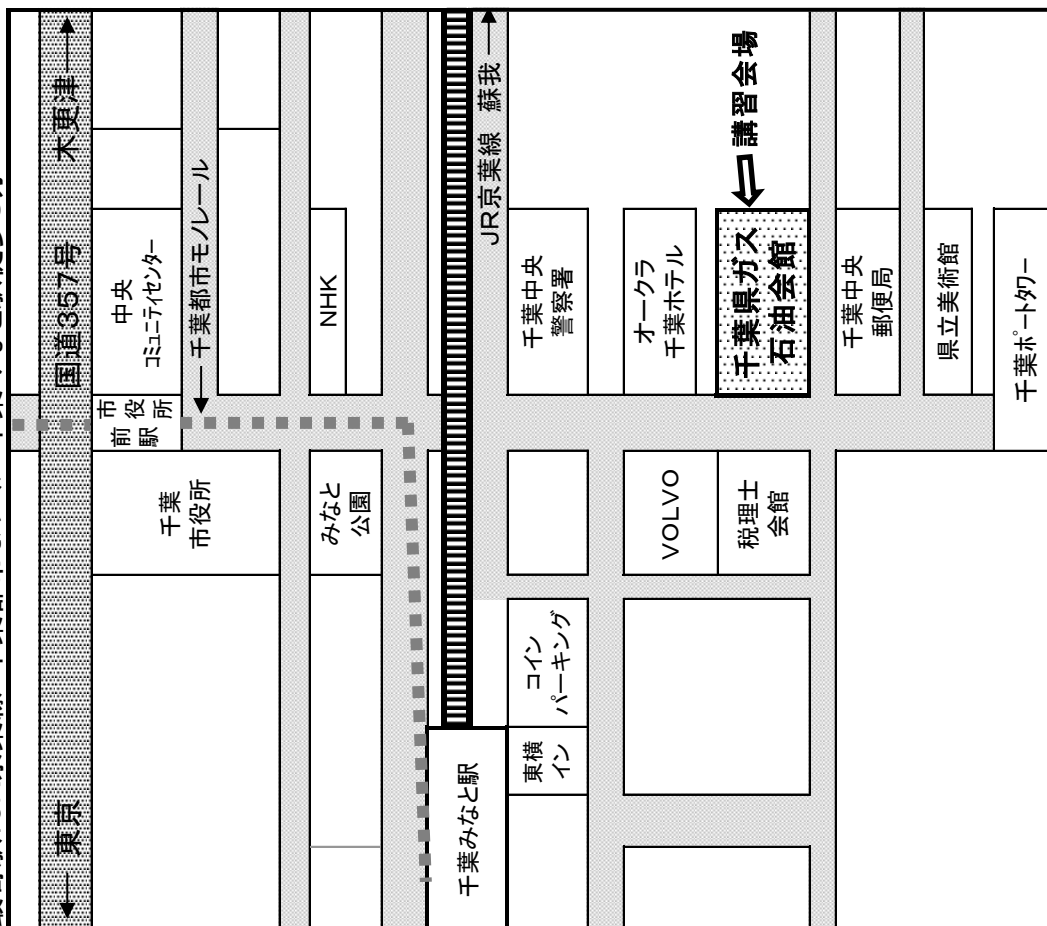 ← 東京
国道357号
木更津 →
千葉
市役所
市役所
前駅
中央
コミュニティセンター
← 千葉都市モノレール
みなと
公園
NHK
千葉みなと駅
JR京葉線 蘇我 →
東横
イン
コイン
パーキング
千葉中央
警察署
VOLVO
オークラ
千葉ホテル
税理士
会館
千葉県ガス
石油会館
講習会場
千葉中央
郵便局
県立美術館
千葉ポートタワー